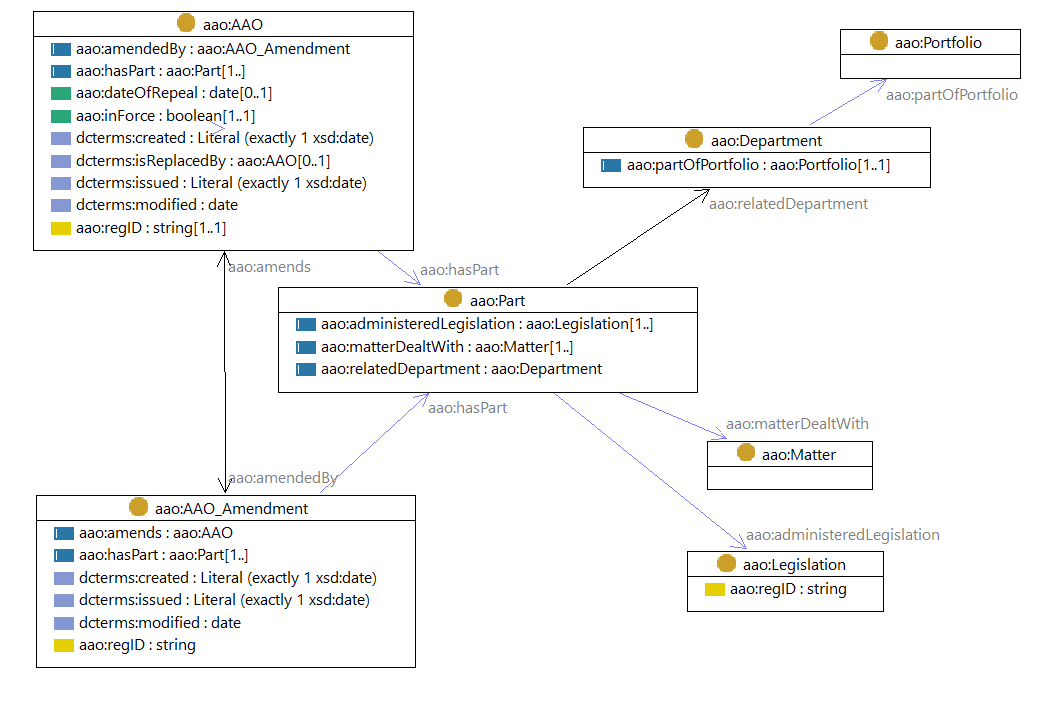 aao:AAO
aao:amendedBy : aao:AAO_Amendment
aao:hasPart : aao:Part[1..]
aao:dateOfRepeal : date[0..1]
aao:inForce : boolean[1..1]
dcterms:created : Literal (exactly 1 xsd:date)
dcterms:isReplacedBy : aao:AAO[0..1]
dcterms:issued : Literal (exactly 1 xsd:date)
dcterms:modified : date
aao:regID : string[1..1]
aao:Portfolio
aao:partOfPortfolio
aao:Department
aao:partOfPortfolio : aao:Portfolio[1..1]
aao:relatedDepartment
aao:amends
aao:hasPart
aao:Part
aao:administeredLegislation : aao:Legislation[1..]
aao:matterDealtWith : aao:Matter[1..]
aao:relatedDepartment : aao:Department
aao:hasPart
aao:matterDealtWith
aao:Matter
aao:amendedBy
aao:AAO_Amendment
aao:amends : aao:AAO
aao:hasPart : aao:Part[1..]
dcterms:created : Literal (exactly 1 xsd:date)
dcterms:issued : Literal (exactly 1 xsd:date)
dcterms:modified : date
aao:regID : string
aao:administeredLegislation
aao:Legislation
aao:regID : string